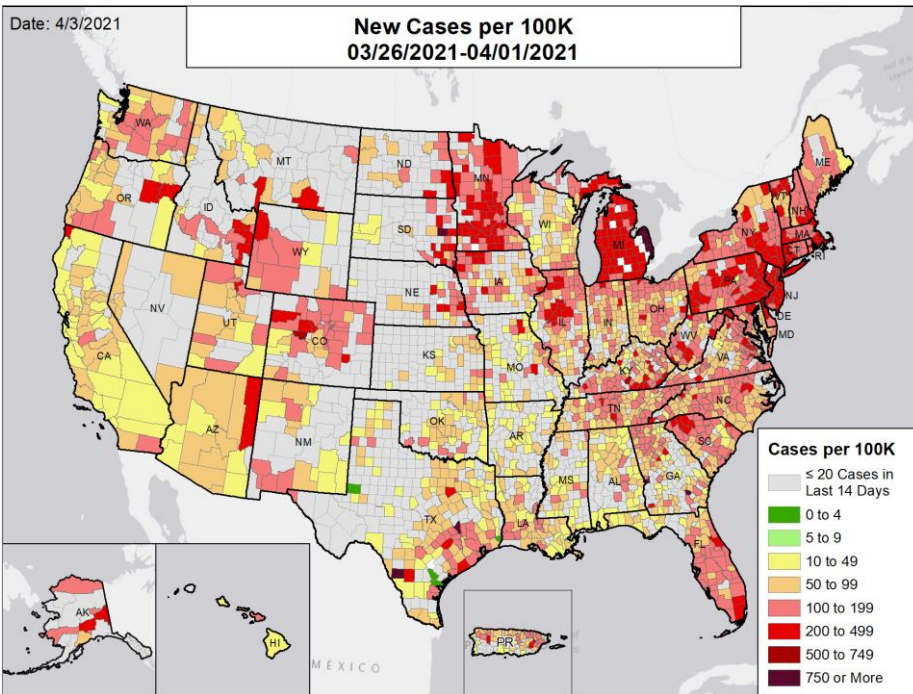 Date: 4/3/2021
New Cases per 100K
03/26/2021-04/01/2021
WA
MT
ND
MN
ME
OR
ID
SD
WI
VT
NH
WY
MI
NY
MA
CT
RI
NE
IA
PA
NJ
NV
UT
CO
IL
IN
OH
DE
MD
CA
KS
MO
WV
VA
KY
AZ
NM
OK
AR
TN
NC
SC
MS
AL
GA
TX
LA
FL
AK
HI
PR
MÉXICO
Cases per 100K
≤ 20 Cases in
Last 14 Days
0 to 4
5 to 9
10 to 49
50 to 99
100 to 199
200 to 499
500 to 749
750 or More